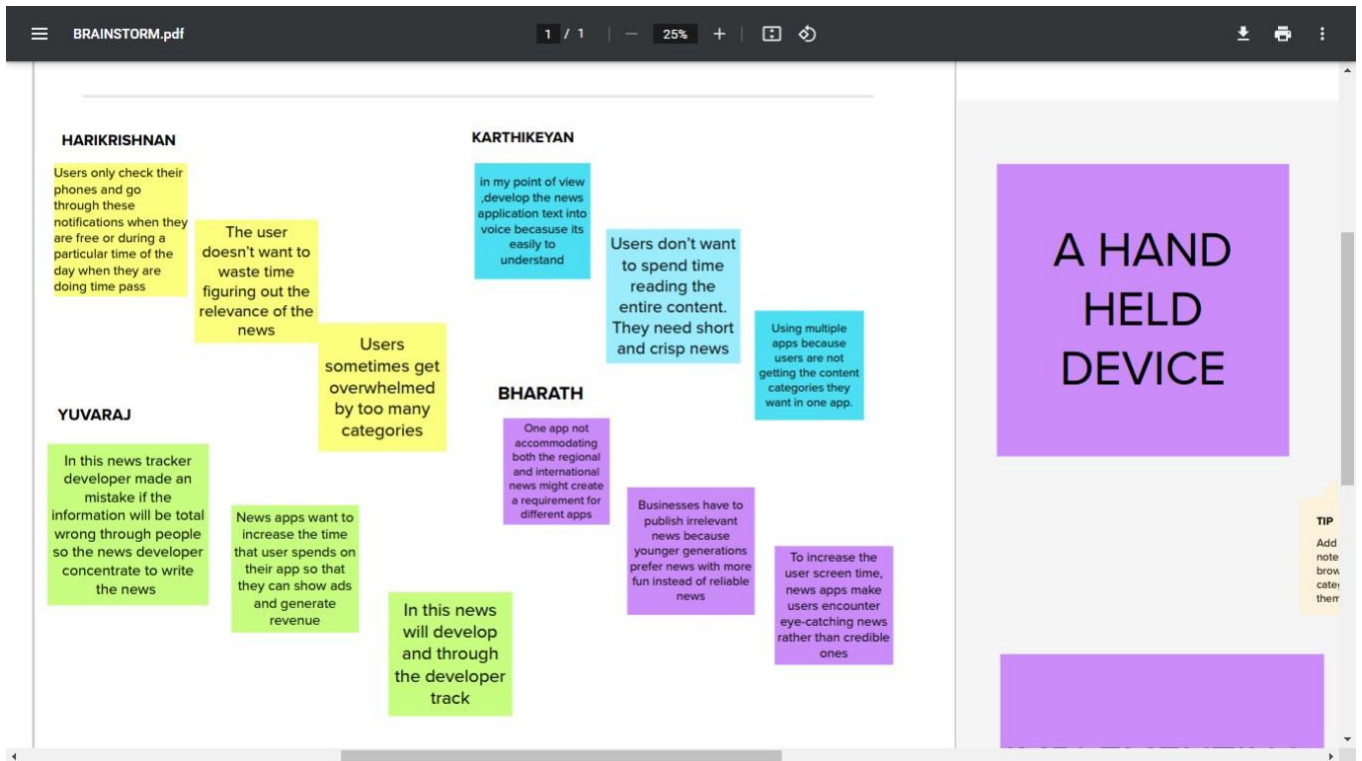 BRAINSTORM.pdf
1 / 1
25%
HARIKRISHNAN
Users only check their
phones and go
through these
notifications when they
are free or during a
particular time of the
day when they are
doing time pass
The user
doesn't want to
waste time
figuring out the
relevance of the
news
Users
sometimes get
overwhelmed
by too many
categories
KARTHIKEYAN
in my point of view
,develop the news
application text into
voice becasuse its
easily to
understand
Users don't want
to spend time
reading the
entire content.
They need short
and crisp news
Using multiple
apps because
users are not
getting the content
categories they
want in one app.
YUVARAJ
In this news tracker
developer made an
mistake if the
information will be total
wrong through people
so the news developer
concentrate to write
the news
News apps want to
increase the time
that user spends on
their app so that
they can show ads
and generate
revenue
In this news
will develop
and through
the developer
track
BHARATH
One app not
accommodating
both the regional
and international
news might create
a requirement for
different apps
Businesses have to
publish irrelevant
news because
younger generations
prefer news with more
fun instead of reliable
news
To increase the
user screen time,
news apps make
users encounter
eye-catching news
rather than credible
ones
A HAND
HELD
DEVICE
TIP
Add
note
brow
cate
them